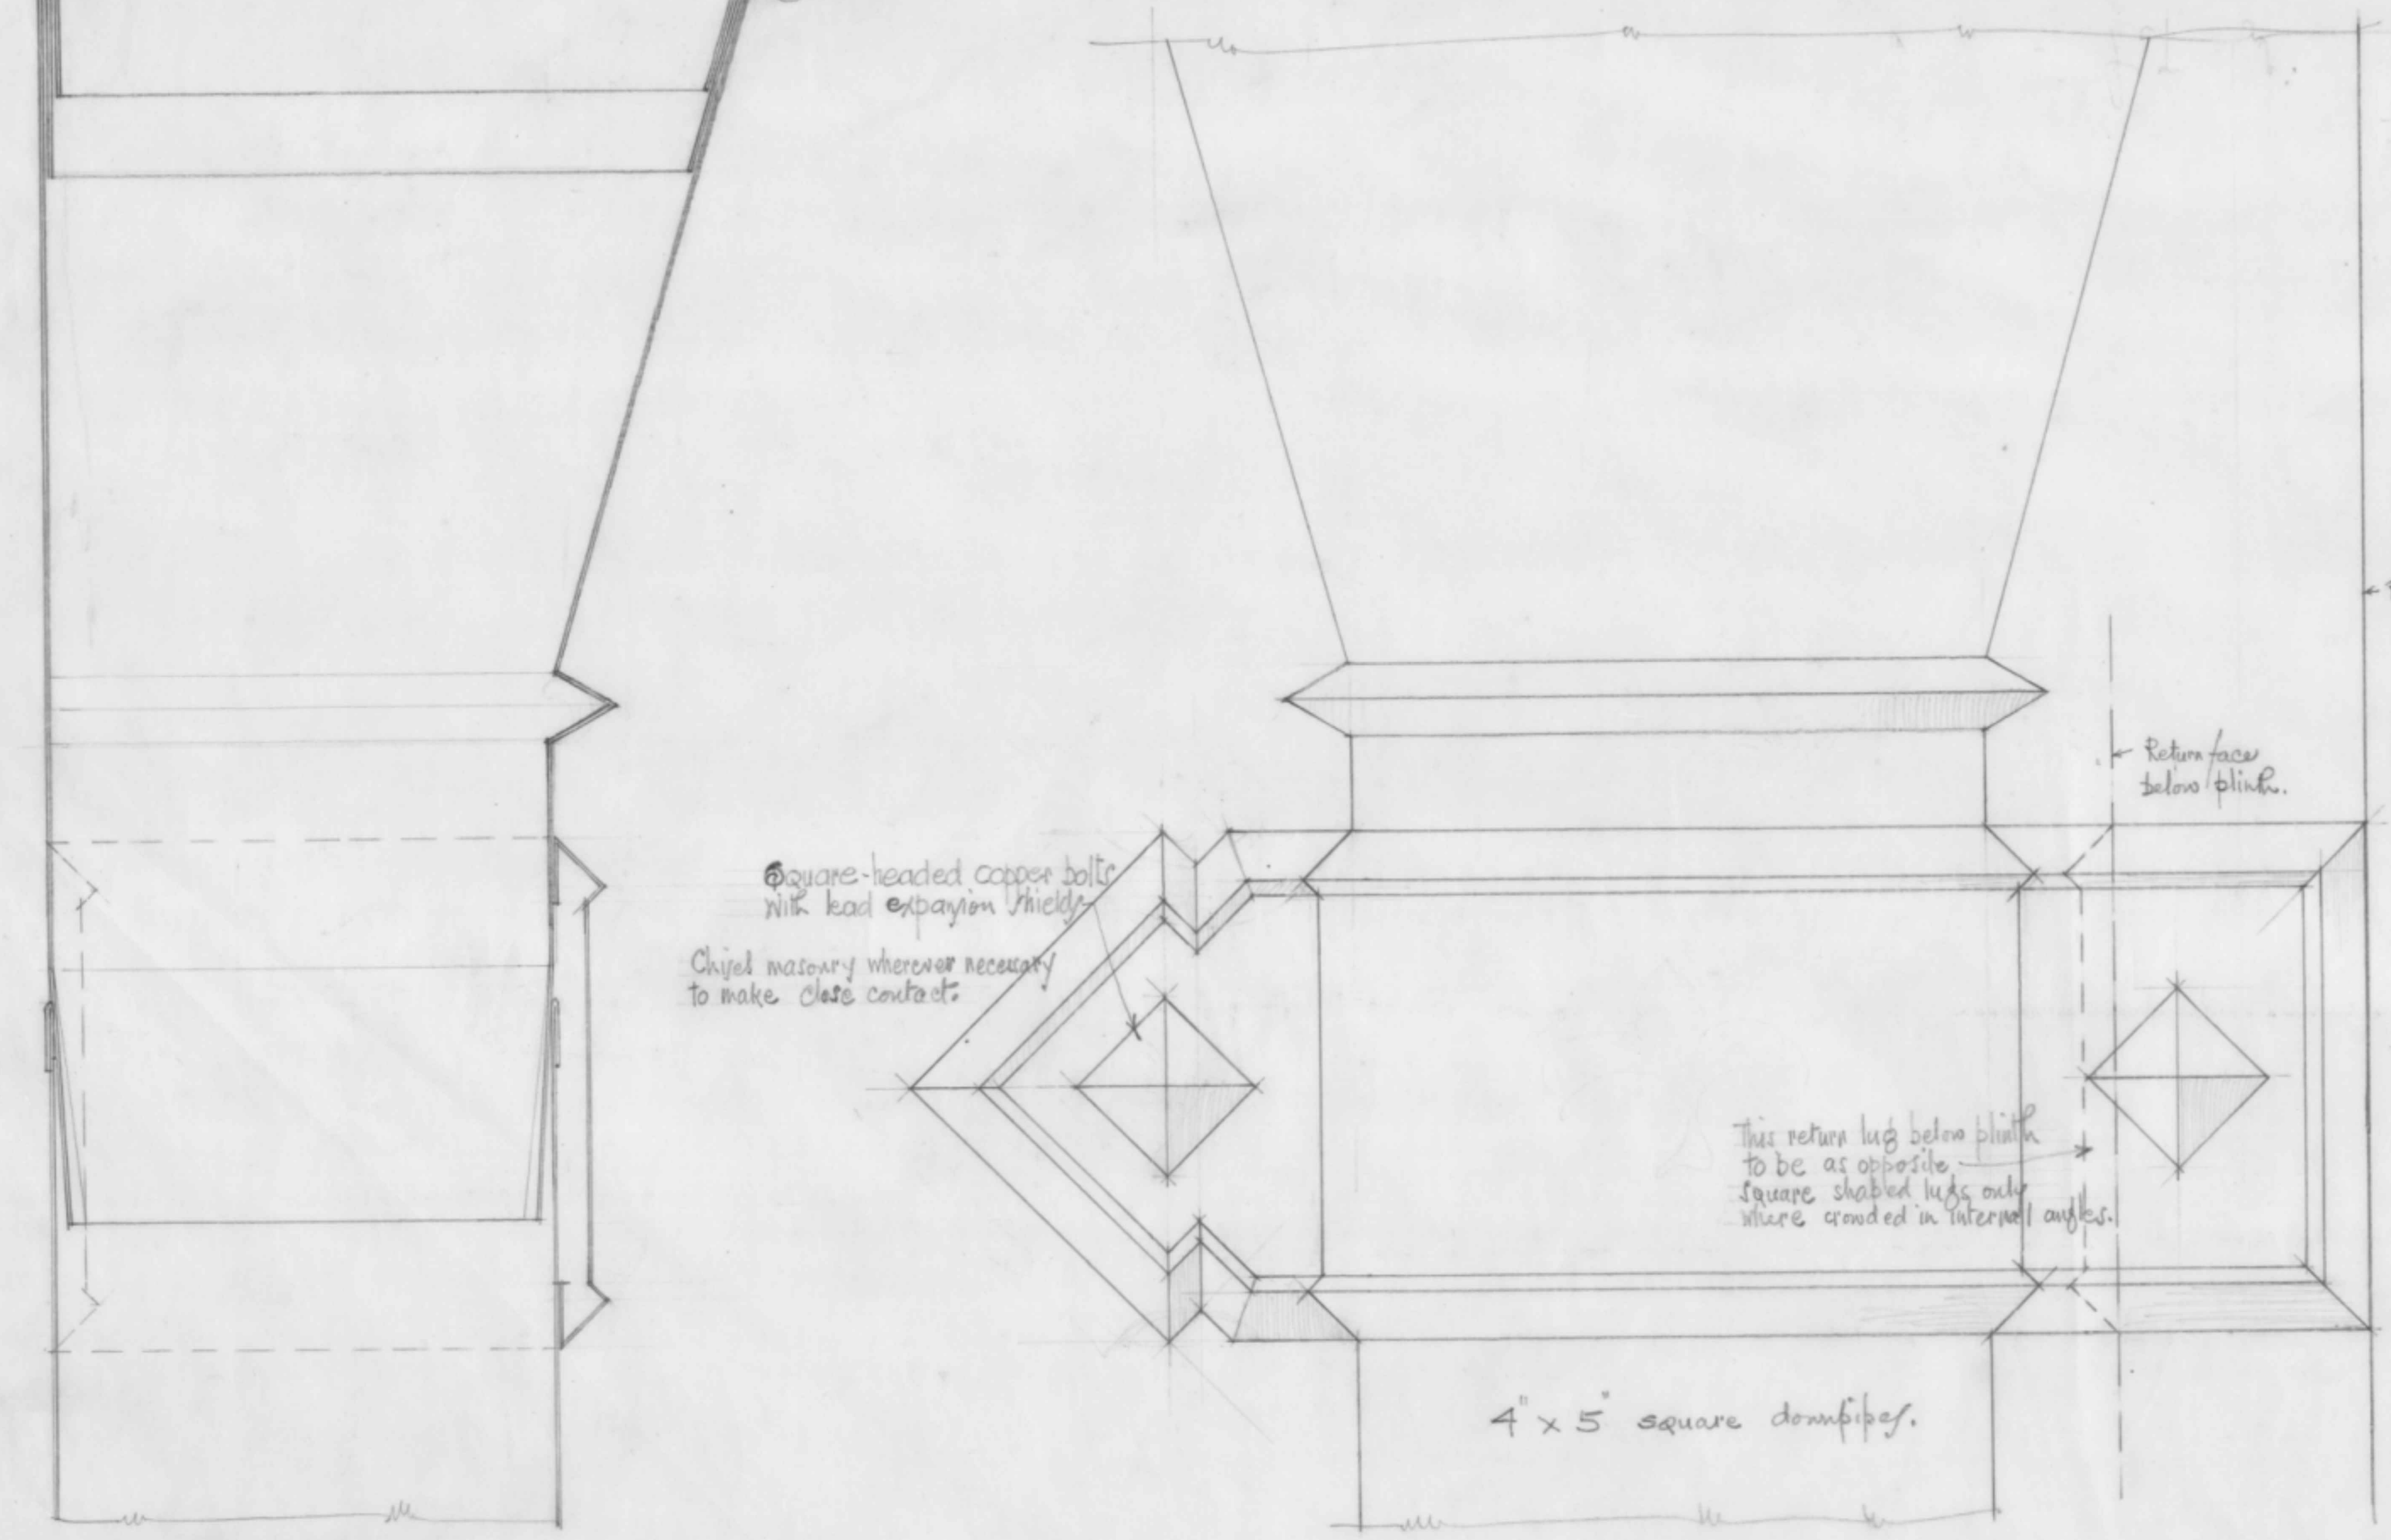 Return face
below plinth.
Square-headed copper bolts
with lead expansion shields
Chisel masonry wherever necessary
to make close contact.
This return lug below plinth
to be as opposite
square shaped lugs only
where crowded in internal angles.
4" x 5" square downpipes.